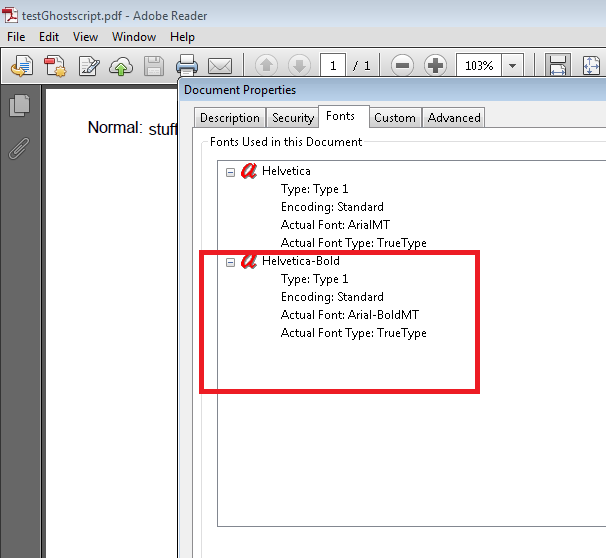 testGhostscript.pdf - Adobe Reader
File Edit View Window Help
1 / 1 103%
Document Properties
Description Security Fonts Custom Advanced
Normal: stuff
Fonts Used in this Document
Helvetica
Type: Type 1
Encoding: Standard
Actual Font: ArialMT
Actual Font Type: TrueType
Helvetica-Bold
Type: Type 1
Encoding: Standard
Actual Font: Arial-BoldMT
Actual Font Type: TrueType